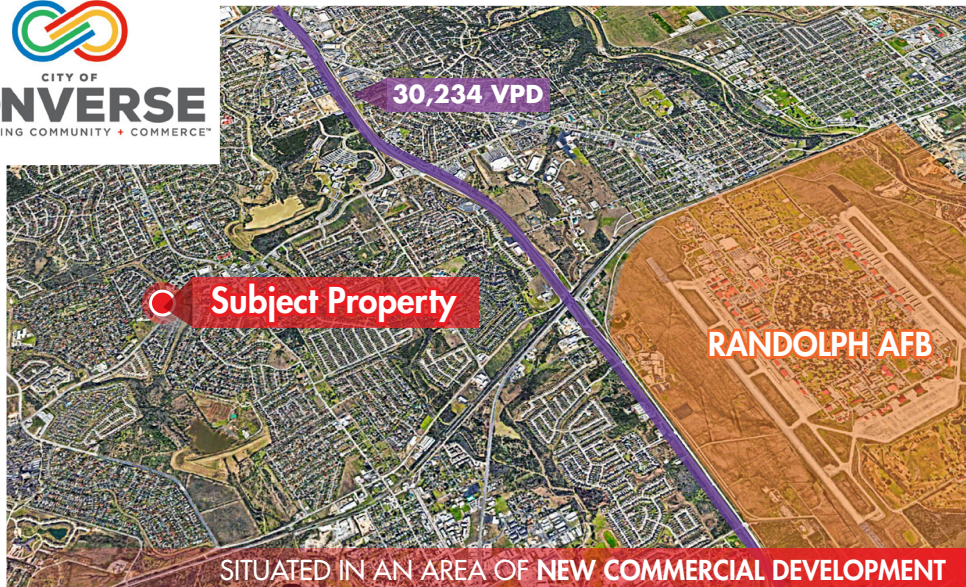 CITY OF
NVERSE
ING COMMUNITY + COMMERCE™
30,234 VPD
Subject Property
RANDOLPH AFB
SITUATED IN AN AREA OF NEW COMMERCIAL DEVELOPMENT